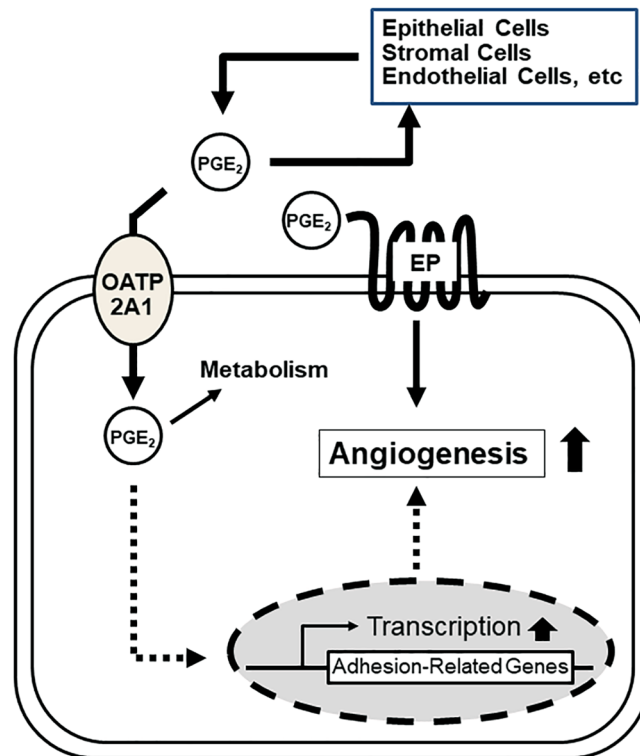 Epithelial Cells
Stromal Cells
Endothelial Cells, etc
PGE₂
PGE₂
EP
OATP
2A1
Metabolism
PGE₂
Angiogenesis
Transcription
Adhesion-Related Genes